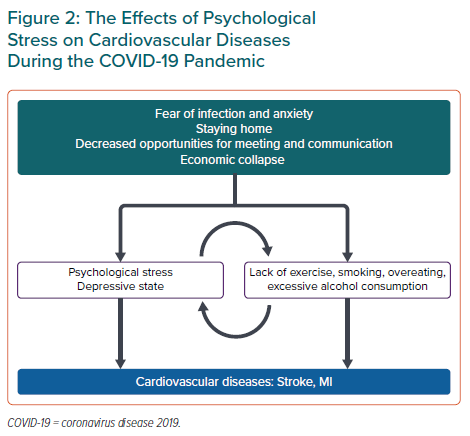 Figure 2: The Effects of Psychological
Stress on Cardiovascular Diseases
During the COVID-19 Pandemic
Fear of infection and anxiety
Staying home
Decreased opportunities for meeting and communication
Economic collapse
Psychological stress
Depressive state
Lack of exercise, smoking, overeating,
excessive alcohol consumption
Cardiovascular diseases: Stroke, MI
COVID-19 = coronavirus disease 2019.